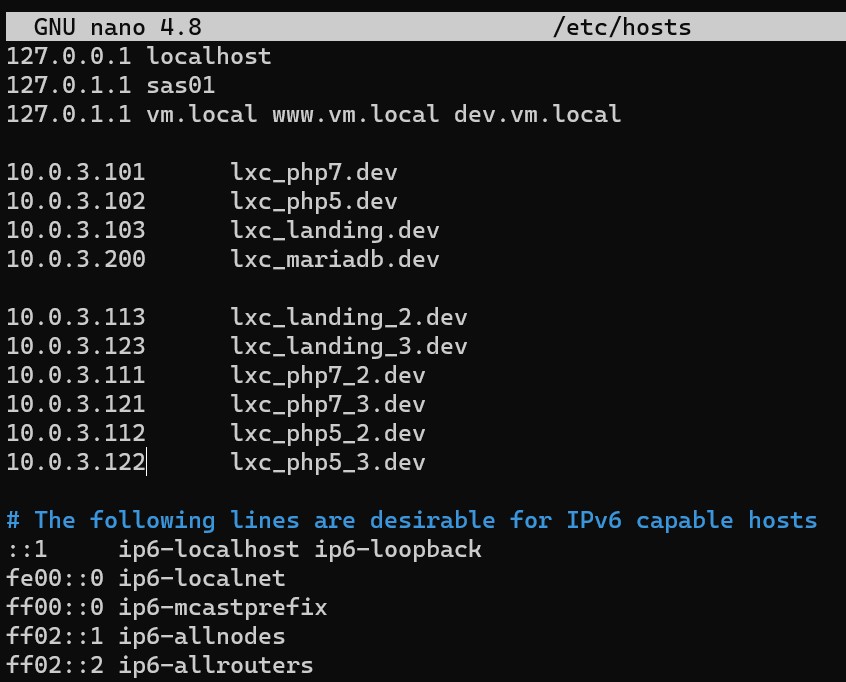 GNU nano 4.8 /etc/hosts
127.0.0.1 localhost
127.0.1.1 sas01
127.0.1.1 vm.local www.vm.local dev.vm.local
10.0.3.101 lxc_php7.dev
10.0.3.102 lxc_php5.dev
10.0.3.103 lxc_landing.dev
10.0.3.200 lxc_mariadb.dev
10.0.3.113 lxc_landing_2.dev
10.0.3.123 lxc_landing_3.dev
10.0.3.111 lxc_php7_2.dev
10.0.3.121 lxc_php7_3.dev
10.0.3.112 lxc_php5_2.dev
10.0.3.122 lxc_php5_3.dev
# The following lines are desirable for IPv6 capable hosts
::1 ip6-localhost ip6-loopback
fe00::0 ip6-localnet
ff00::0 ip6-mcastprefix
ff02::1 ip6-allnodes
ff02::2 ip6-allrouters